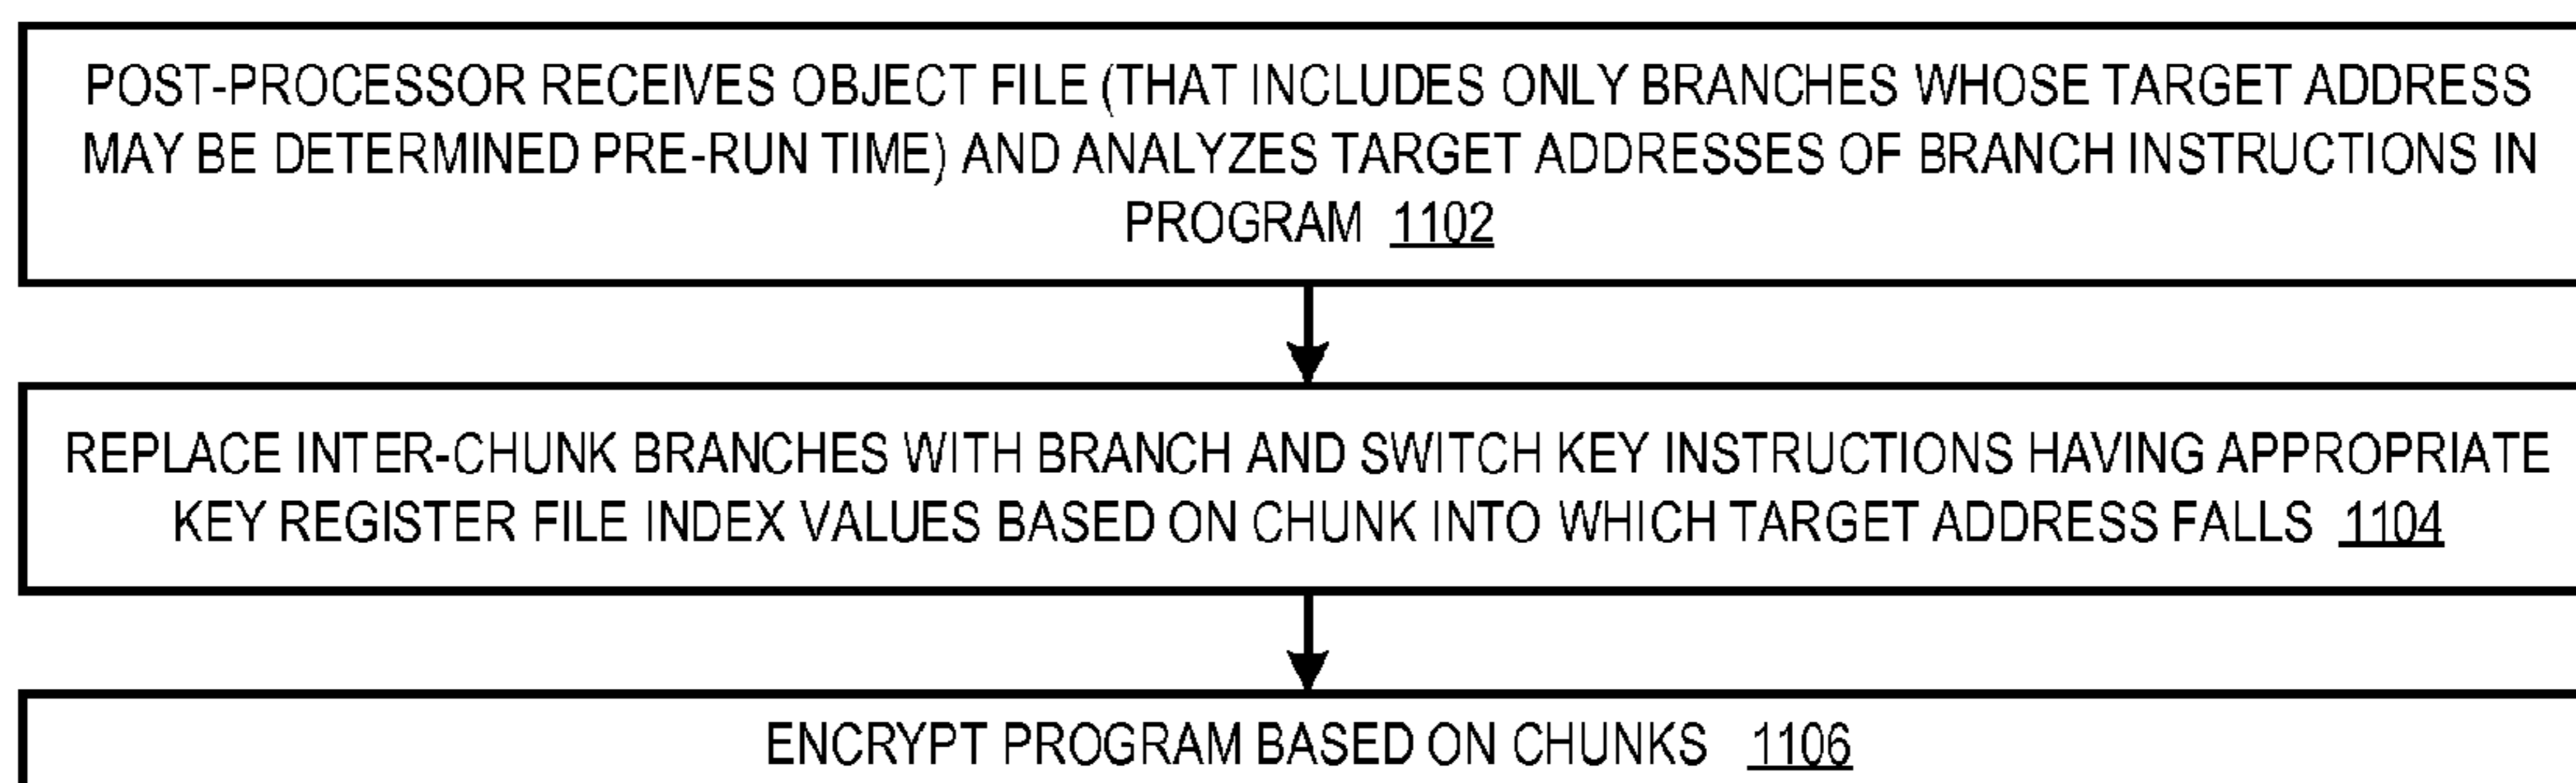 POST-PROCESSOR RECEIVES OBJECT FILE (THAT INCLUDES ONLY BRANCHES WHOSE TARGET ADDRESS
MAY BE DETERMINED PRE-RUN TIME) AND ANALYZES TARGET ADDRESSES OF BRANCH INSTRUCTIONS IN
PROGRAM 1102
REPLACE INTER-CHUNK BRANCHES WITH BRANCH AND SWITCH KEY INSTRUCTIONS HAVING APPROPRIATE
KEY REGISTER FILE INDEX VALUES BASED ON CHUNK INTO WHICH TARGET ADDRESS FALLS 1104
ENCRYPT PROGRAM BASED ON CHUNKS 1106